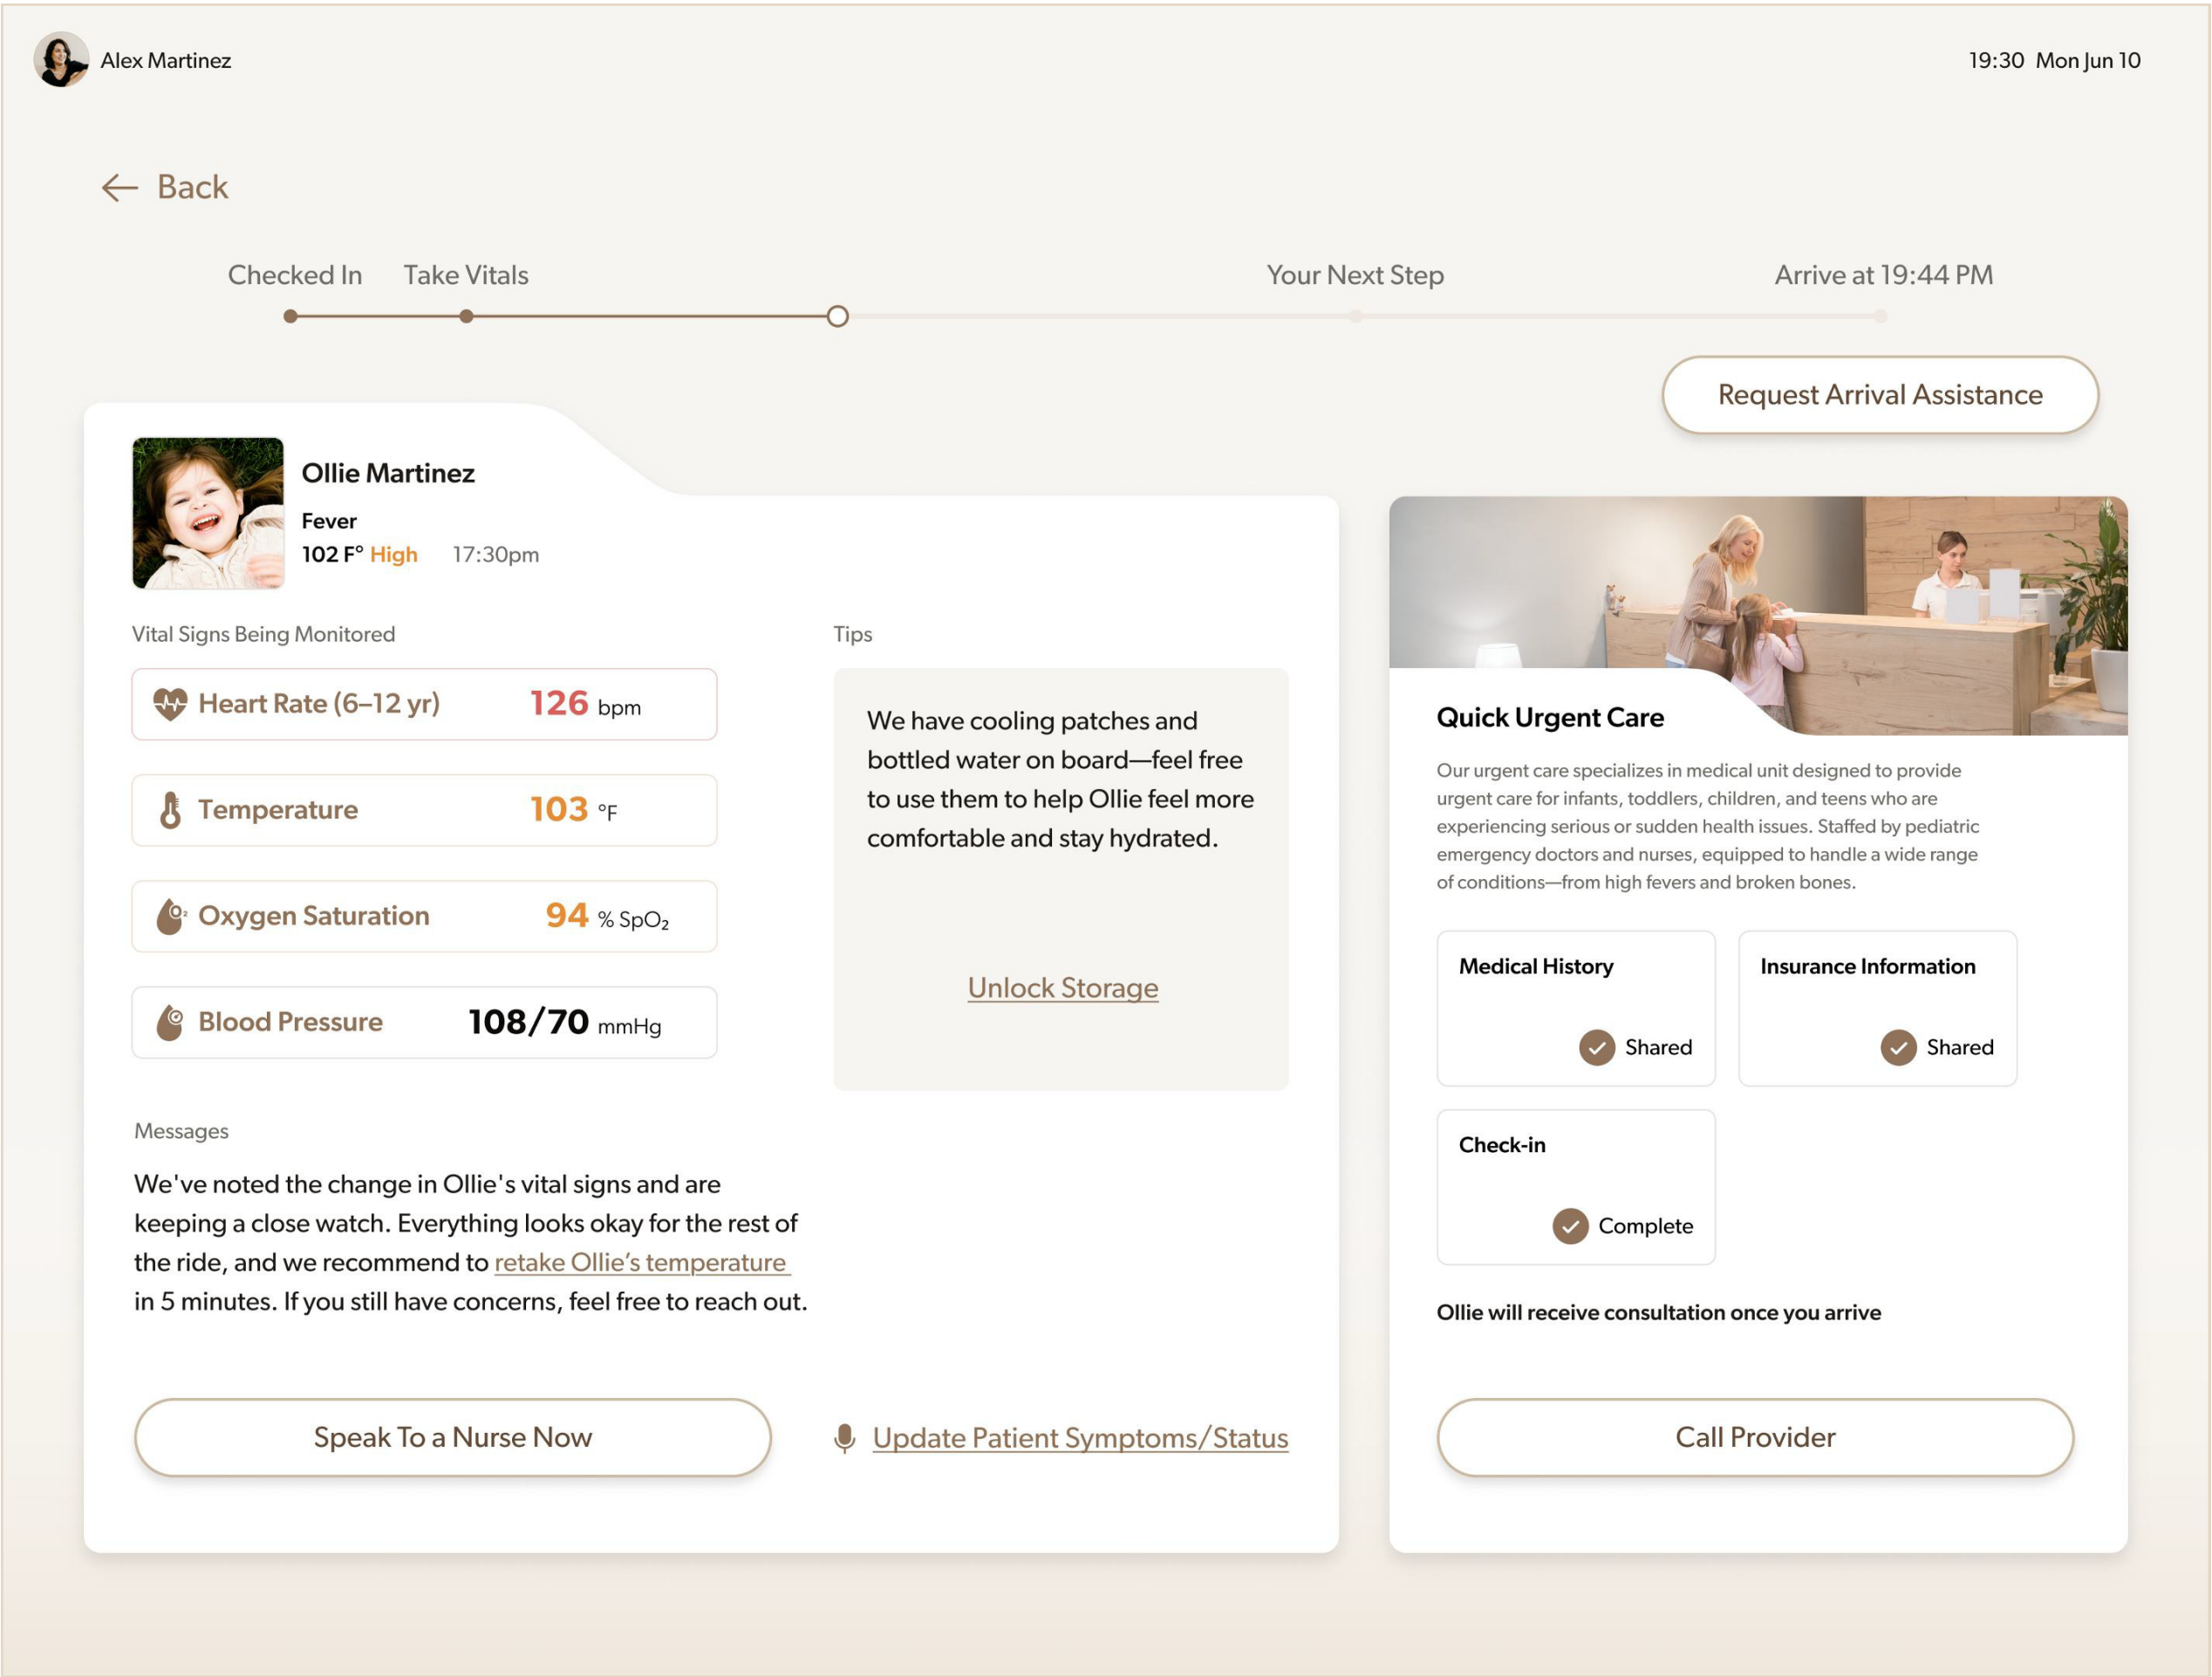 Alex Martinez
19:30 Mon Jun 10
Back
Checked In
Take Vitals
Your Next Step
Arrive at 19:44 PM
Request Arrival Assistance
Ollie Martinez
Fever
102 F° High 17:30pm
Vital Signs Being Monitored
Heart Rate (6–12 yr) 126 bpm
Temperature 103 °F
Oxygen Saturation 94 % SpO₂
Blood Pressure 108/70 mmHg
Tips
We have cooling patches and
bottled water on board—feel free
to use them to help Ollie feel more
comfortable and stay hydrated.
Unlock Storage
Messages
We've noted the change in Ollie's vital signs and are
keeping a close watch. Everything looks okay for the rest of
the ride, and we recommend to retake Ollie’s temperature
in 5 minutes. If you still have concerns, feel free to reach out.
Speak To a Nurse Now
Update Patient Symptoms/Status
Quick Urgent Care
Our urgent care specializes in medical unit designed to provide
urgent care for infants, toddlers, children, and teens who are
experiencing serious or sudden health issues. Staffed by pediatric
emergency doctors and nurses, equipped to handle a wide range
of conditions—from high fevers and broken bones.
Medical History
Shared
Insurance Information
Shared
Check-in
Complete
Ollie will receive consultation once you arrive
Call Provider